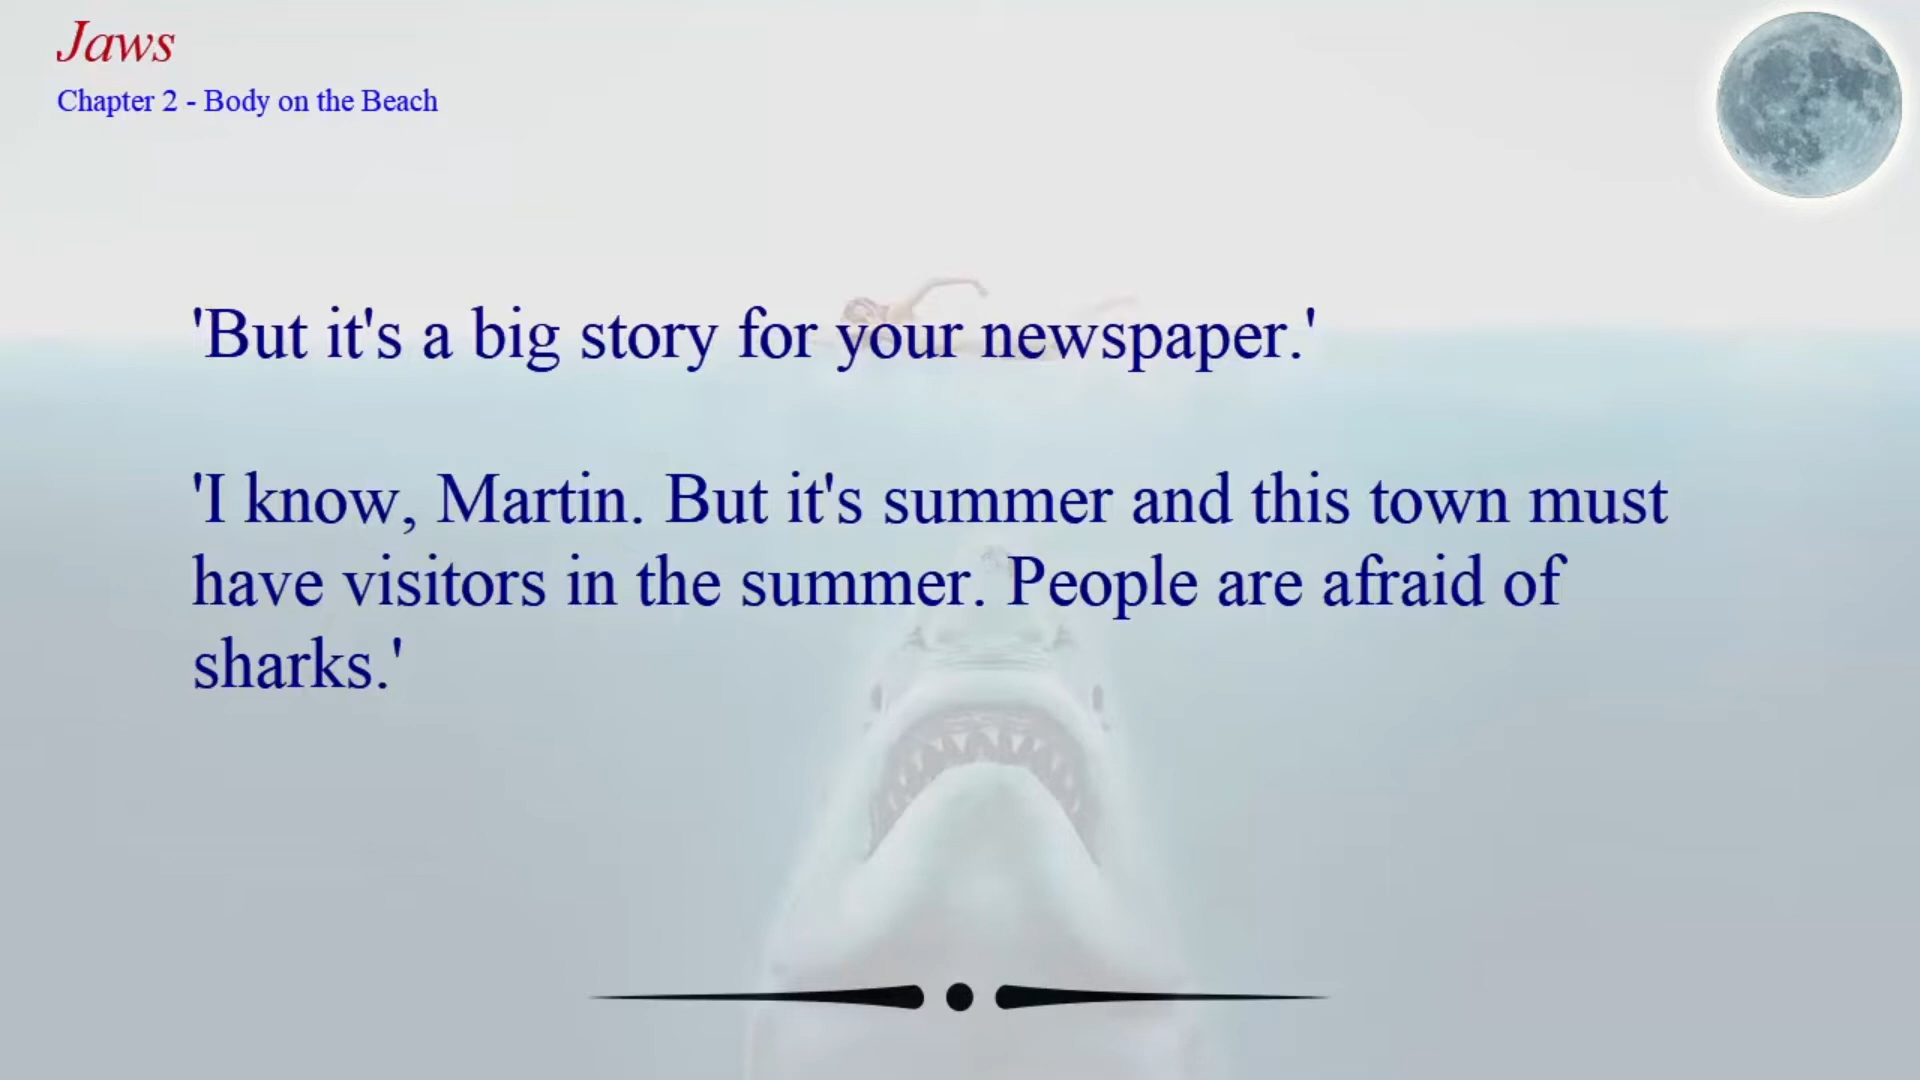 Jaws
Chapter 2 - Body on the Beach
'But it's a big story for your newspaper.'
'I know, Martin. But it's summer and this town must
have visitors in the summer. People are afraid of
sharks.'